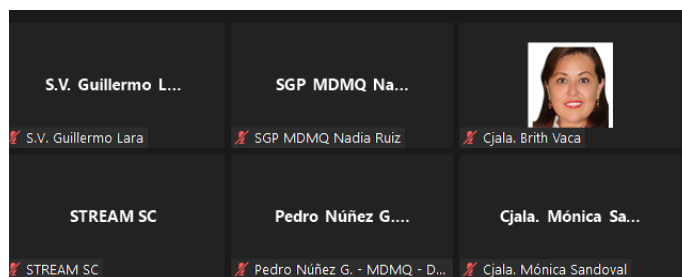 S.V. Guillermo L...
SGP MDMQ Na...
S.V. Guillermo Lara
SGP MDMQ Nadia Ruiz
Cjala. Brith Vaca
STREAM SC
Pedro Núñez G....
Cjala. Mónica Sa...
STREAM SC
Pedro Núñez G. - MDMQ - D...
Cjala. Mónica Sandoval